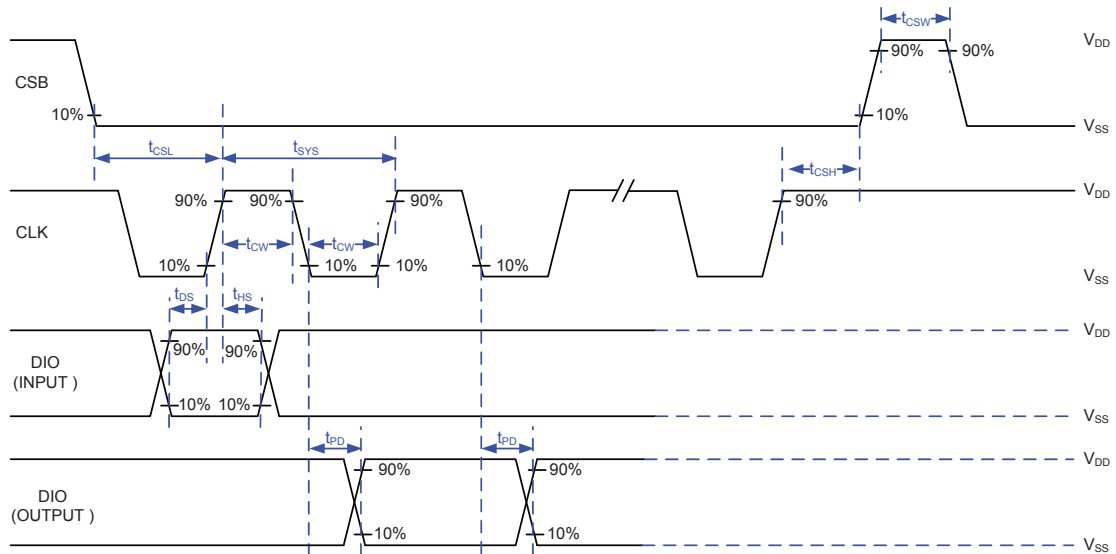 tCSW
VDD
90%
90%
CSB
10%
10%
VSS
tCSL
tSYS
tCSH
VDD
90%
90%
90%
90%
CLK
tCW
tCW
10%
10%
10%
10%
VSS
tDS
tHS
VDD
90%
90%
DIO
(INPUT )
10%
10%
VSS
tPD
tPD
VDD
90%
90%
DIO
(OUTPUT )
10%
10%
VSS